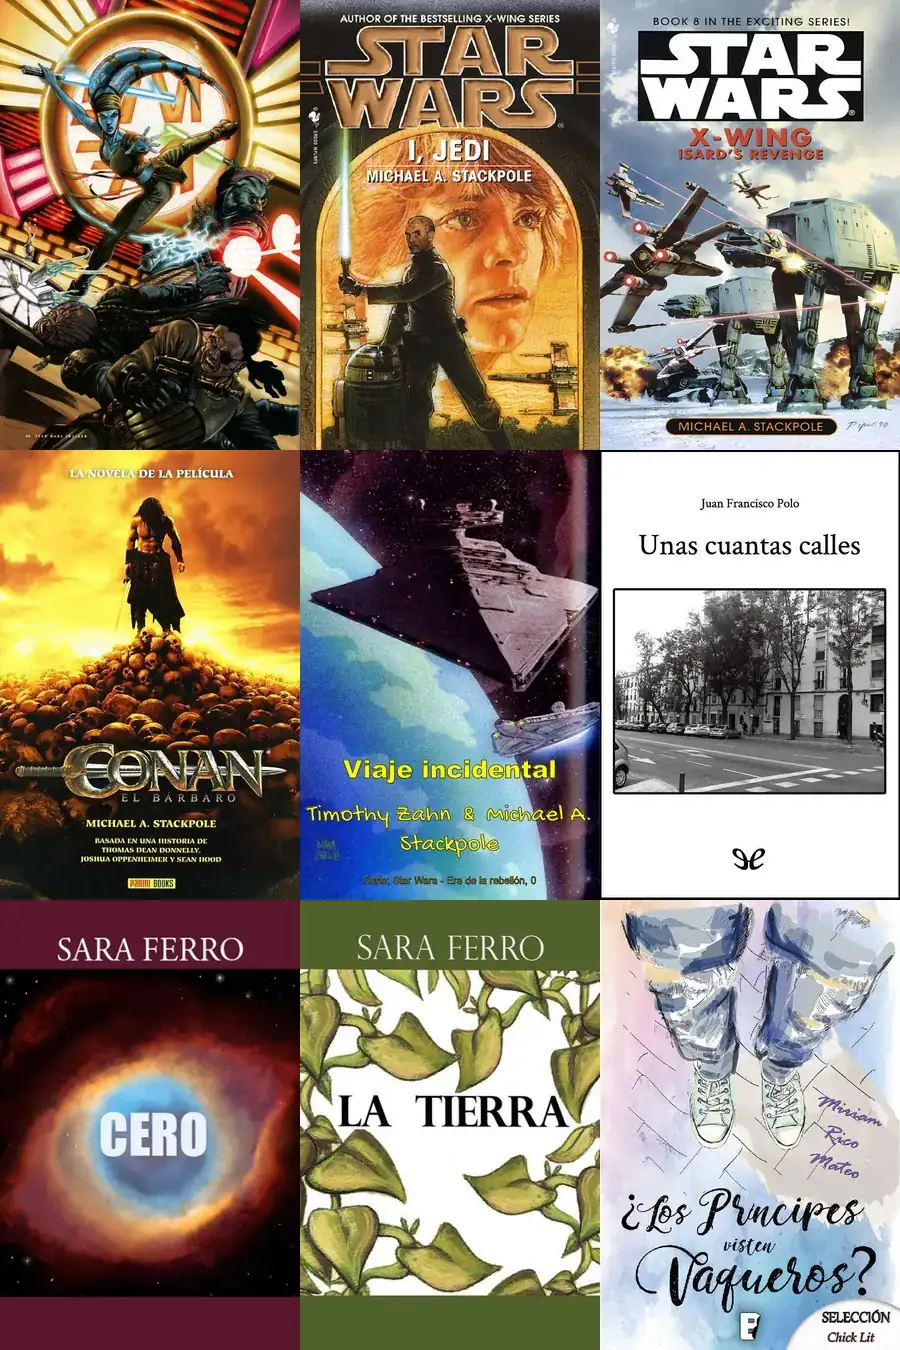 AUTHOR OF THE BESTSELLING X-WING SERIES
STAR
WARS®
I, JEDI
MICHAEL A. STACKPOLE
BOOK 8 IN THE EXCITING SERIES!
STAR
WARS®
X-WING
ISARD'S REVENGE
MICHAEL A. STACKPOLE
LA NOVELA DE LA PELÍCULA
CONAN
EL BÁRBARO
MICHAEL A. STACKPOLE
BASADA EN UNA HISTORIA DE
THOMAS DEAN DONNELLY,
JOSHUA OPPENHEIMER Y SEAN HOOD
PANINI BOOKS
Viaje incidental
Timothy Zahn & Michael A.
Stackpole
Serie: Star Wars - Era de la rebelión, 0
Juan Francisco Polo
Unas cuantas calles
SARA FERRO
CERO
SARA FERRO
LA TIERRA
Miriam
Rico
Mateo
¿Los Príncipes
visten
Vaqueros?
B
SELECCIÓN
Chick Lit